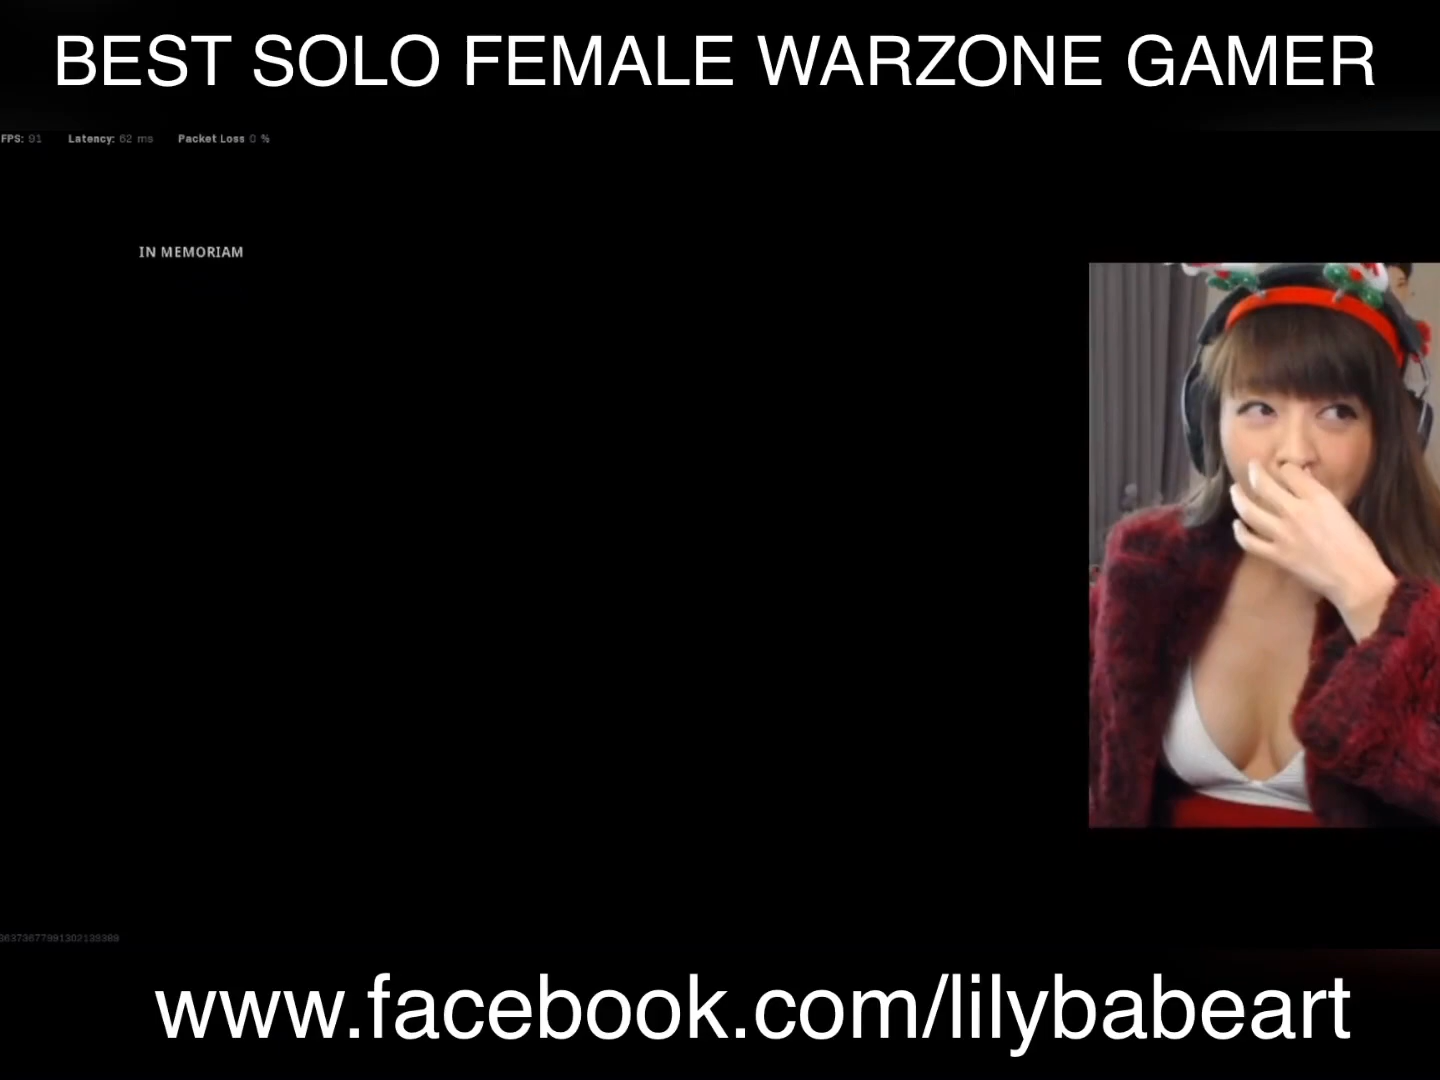 BEST SOLO FEMALE WARZONE GAMER
FPS: 91 Latency: 62 ms Packet Loss 0 %
IN MEMORIAM
www.facebook.com/lilybabeart